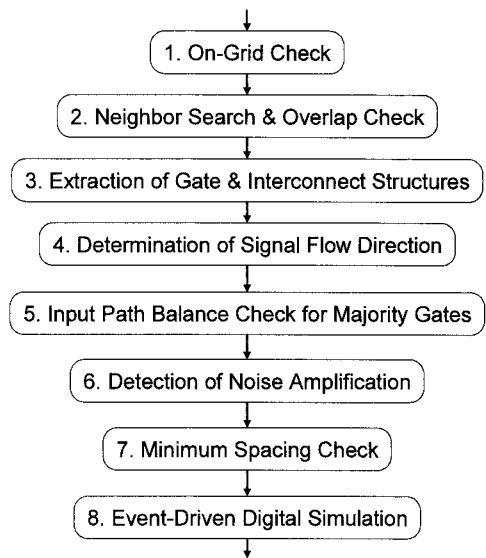 1. On-Grid Check
2. Neighbor Search & Overlap Check
3. Extraction of Gate & Interconnect Structures
4. Determination of Signal Flow Direction
5. Input Path Balance Check for Majority Gates
6. Detection of Noise Amplification
7. Minimum Spacing Check
8. Event-Driven Digital Simulation